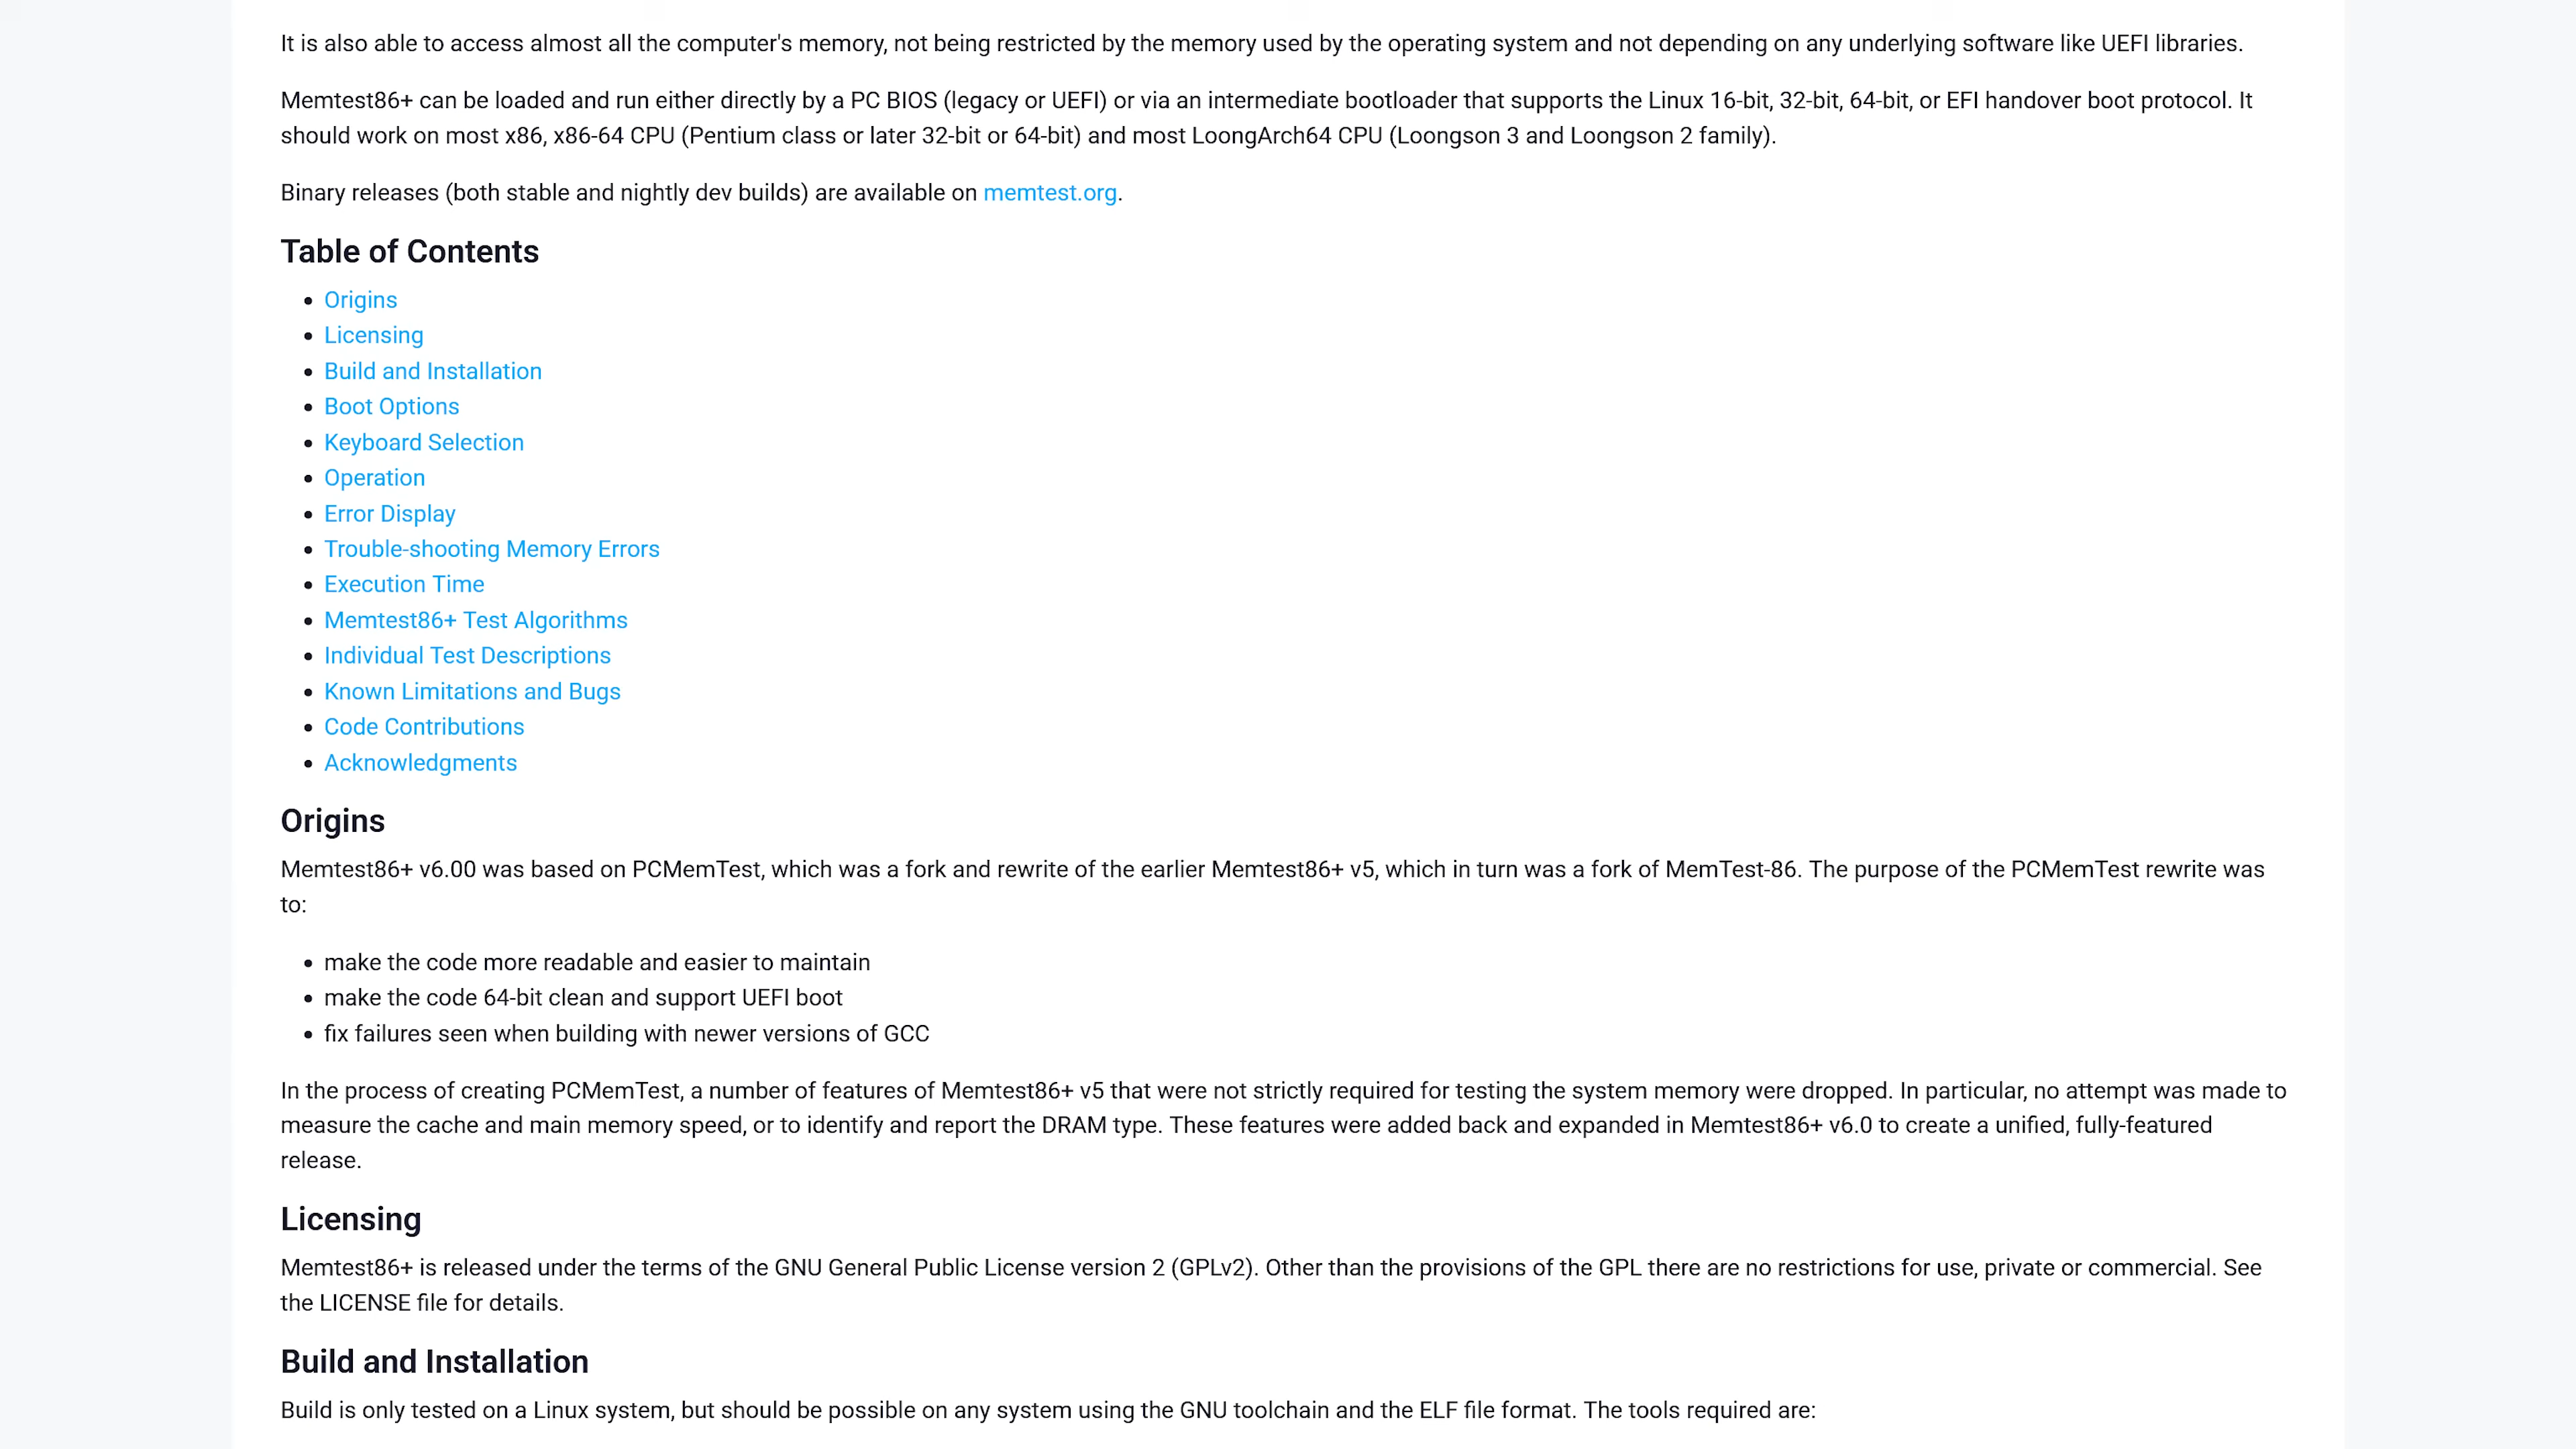 It is also able to access almost all the computer's memory, not being restricted by the memory used by the operating system and not depending on any underlying software like UEFI libraries.
Memtest86+ can be loaded and run either directly by a PC BIOS (legacy or UEFI) or via an intermediate bootloader that supports the Linux 16-bit, 32-bit, 64-bit, or EFI handover boot protocol. It
should work on most x86, x86-64 CPU (Pentium class or later 32-bit or 64-bit) and most LoongArch64 CPU (Loongson 3 and Loongson 2 family).
Binary releases (both stable and nightly dev builds) are available on memtest.org.
Table of Contents
• Origins
• Licensing
• Build and Installation
• Boot Options
• Keyboard Selection
• Operation
• Error Display
• Trouble-shooting Memory Errors
• Execution Time
• Memtest86+ Test Algorithms
• Individual Test Descriptions
• Known Limitations and Bugs
• Code Contributions
• Acknowledgments
Origins
Memtest86+ v6.00 was based on PCMemTest, which was a fork and rewrite of the earlier Memtest86+ v5, which in turn was a fork of MemTest-86. The purpose of the PCMemTest rewrite was
to:
• make the code more readable and easier to maintain
• make the code 64-bit clean and support UEFI boot
• fix failures seen when building with newer versions of GCC
In the process of creating PCMemTest, a number of features of Memtest86+ v5 that were not strictly required for testing the system memory were dropped. In particular, no attempt was made to
measure the cache and main memory speed, or to identify and report the DRAM type. These features were added back and expanded in Memtest86+ v6.0 to create a unified, fully-featured
release.
Licensing
Memtest86+ is released under the terms of the GNU General Public License version 2 (GPLv2). Other than the provisions of the GPL there are no restrictions for use, private or commercial. See
the LICENSE file for details.
Build and Installation
Build is only tested on a Linux system, but should be possible on any system using the GNU toolchain and the ELF file format. The tools required are: